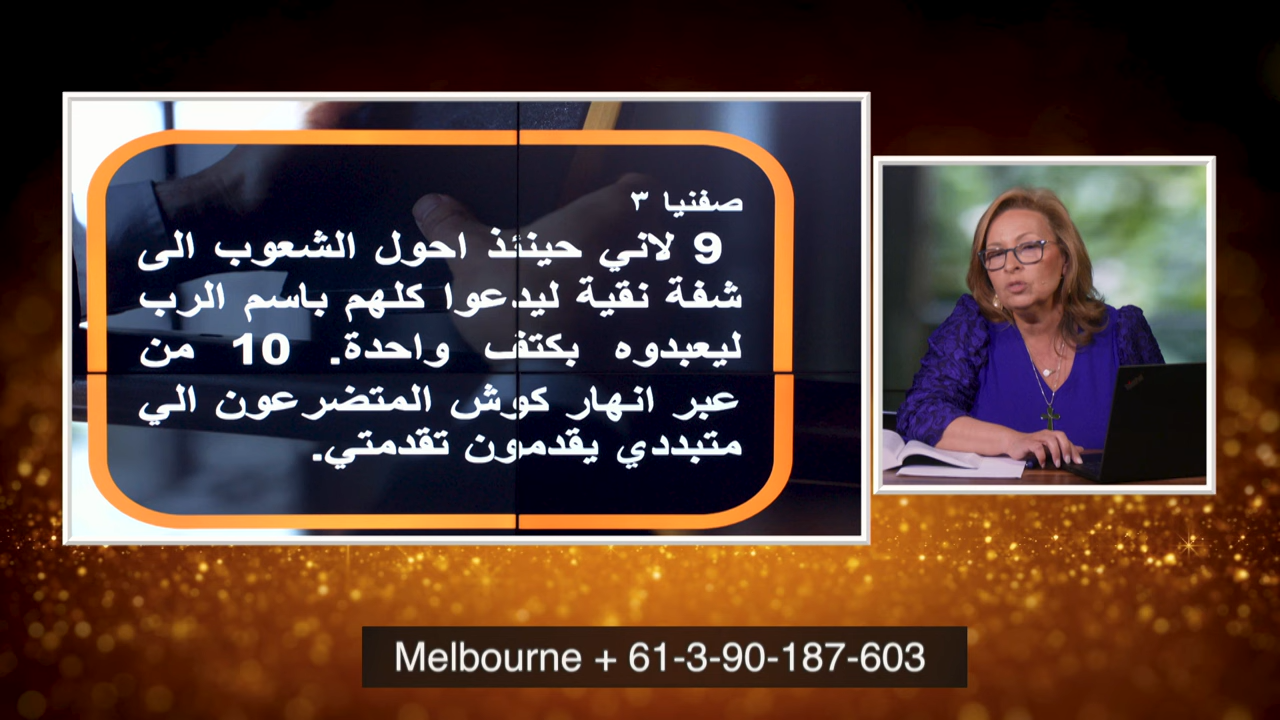 صفنيا ٣
9 لاني حينئذ احول الشعوب الى
شفة نقية ليدعوا كلهم باسم الرب
ليعبدوه بكتف واحدة. 10 من
عبر انهار كوش المتضرعون الي
متبددي يقدمون تقدمتي.
Melbourne + 61-3-90-187-603